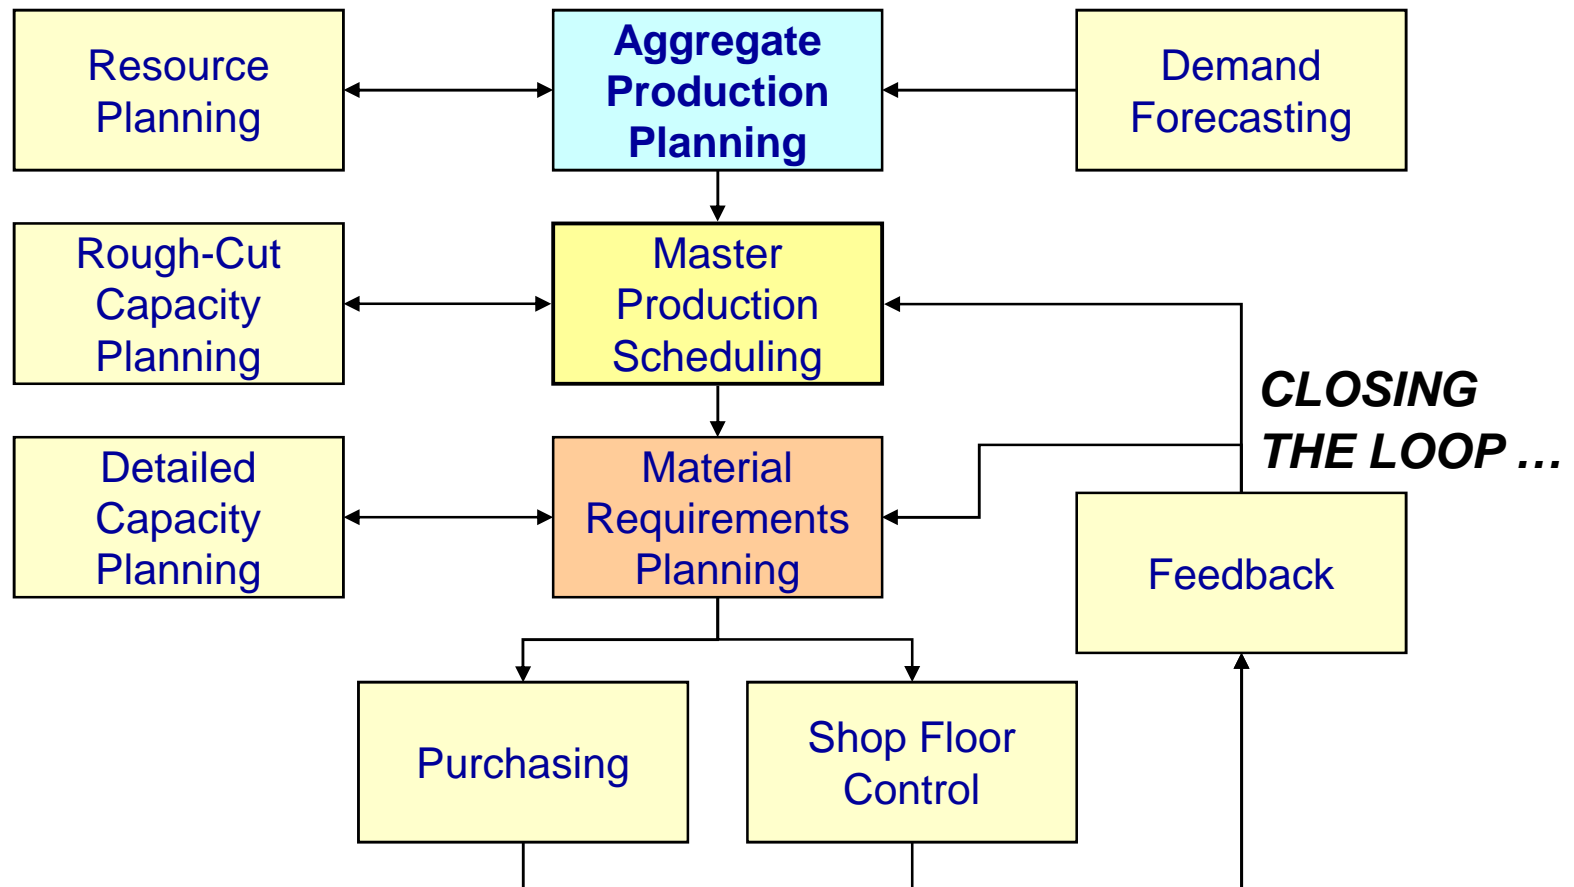 Resource
Planning
Aggregate
Production
Planning
Demand
Forecasting
Rough-Cut
Capacity
Planning
Master
Production
Scheduling
CLOSING
THE LOOP ...
Detailed
Capacity
Planning
Material
Requirements
Planning
Feedback
Purchasing
Shop Floor
Control